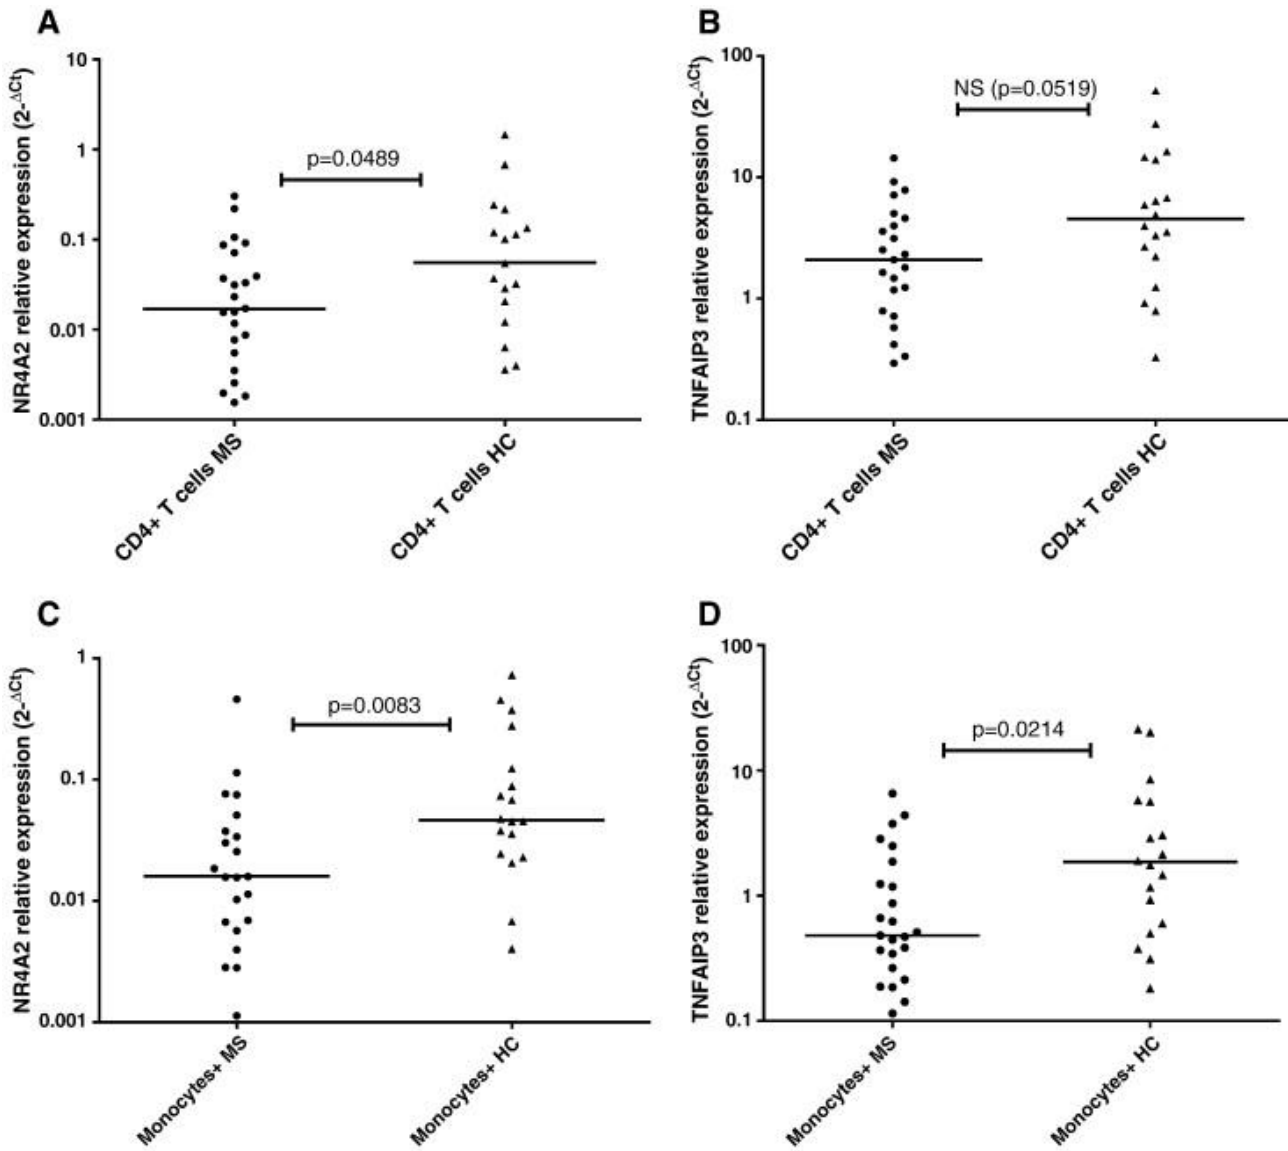 A
NR4A2 relative expression (2-ΔCt)
10
1
0.1
0.01
0.001
p=0.0489
CD4+ T cells MS
CD4+ T cells HC
B
TNFAIP3 relative expression (2-ΔCt)
100
10
1
0.1
NS (p=0.0519)
CD4+ T cells MS
CD4+ T cells HC
C
NR4A2 relative expression (2-ΔCt)
1
0.1
0.01
0.001
p=0.0083
Monocytes+ MS
Monocytes+ HC
D
TNFAIP3 relative expression (2-ΔCt)
100
10
1
0.1
p=0.0214
Monocytes+ MS
Monocytes+ HC